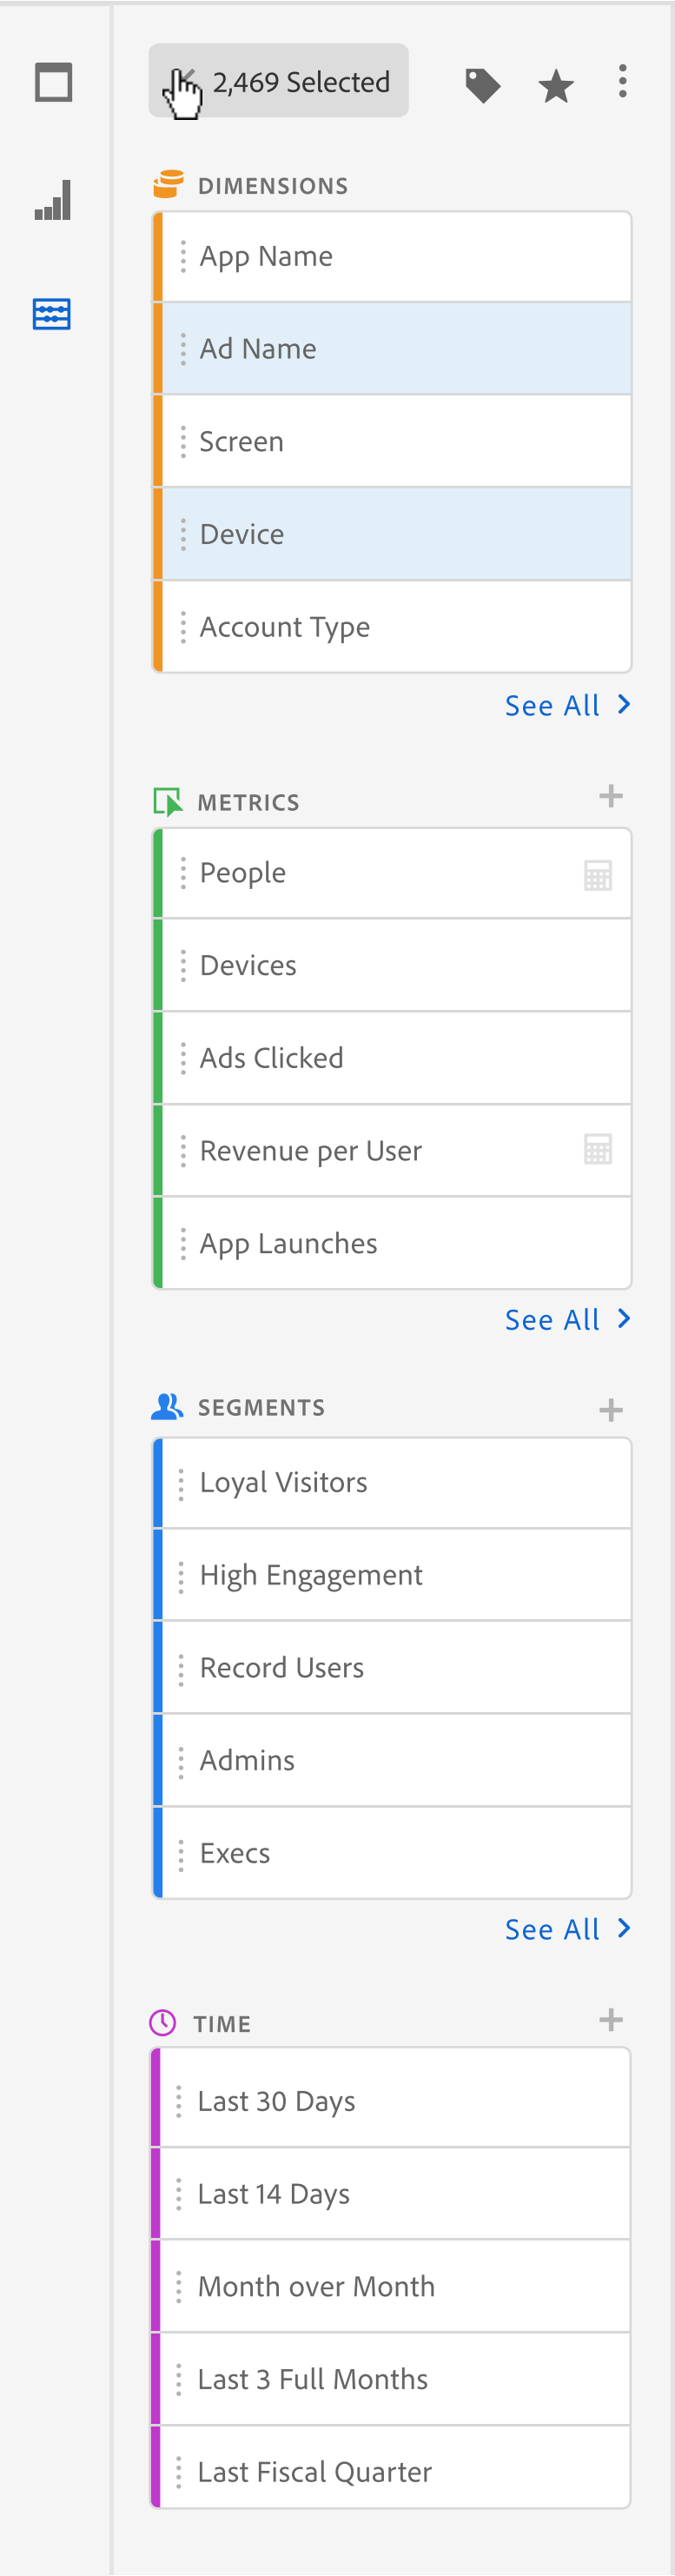 2,469 Selected
DIMENSIONS
App Name
Ad Name
Screen
Device
Account Type
See All
METRICS
People
Devices
Ads Clicked
Revenue per User
App Launches
See All
SEGMENTS
Loyal Visitors
High Engagement
Record Users
Admins
Execs
See All
TIME
Last 30 Days
Last 14 Days
Month over Month
Last 3 Full Months
Last Fiscal Quarter